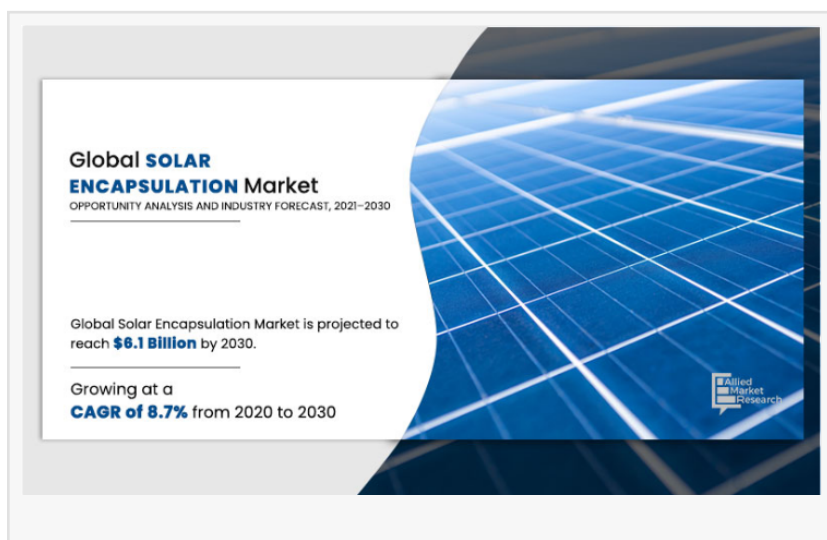 Global SOLAR
ENCAPSULATION Market
OPPORTUNITY ANALYSIS AND INDUSTRY FORECAST, 2021–2030
Global Solar Encapsulation Market is projected to
reach $6.1 Billion by 2030.
Growing at a
CAGR of 8.7% from 2020 to 2030
Allied
Market
Research